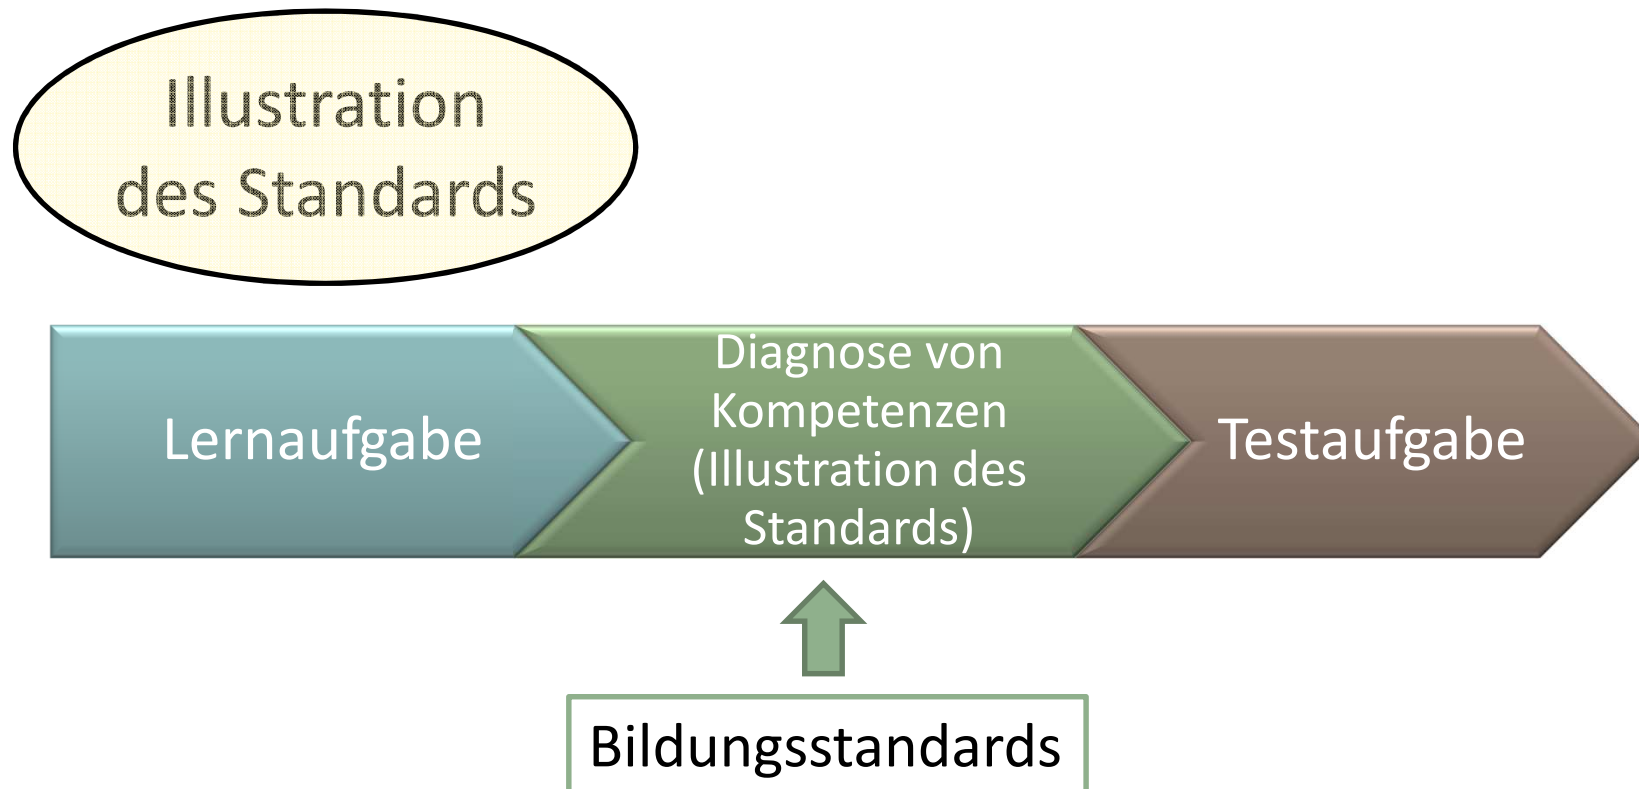 Illustration
des Standards
Lernaufgabe
Diagnose von
Kompetenzen
(Illustration des
Standards)
Testaufgabe
Bildungsstandards